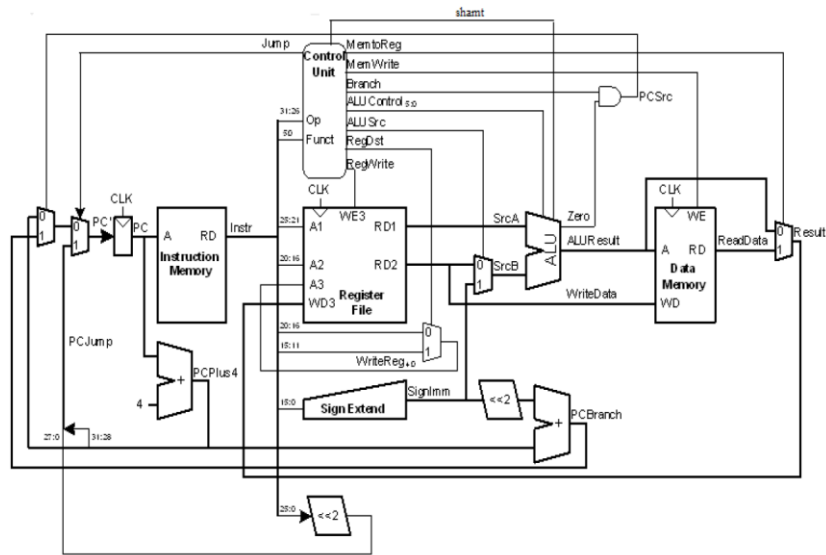 shamt
Jump
MemtoReg
Control
Unit
MemWrite
Branch
PCSrc
ALUControl 5:0
31:26
Op
ALUSrc
5:0
Funct
RegDst
RegWrite
CLK
CLK
CLK
0
1
0
1
PC'
PC
A
RD
Instruction
Memory
Instr
25:21
A1
WE3
RD1
SrcA
Zero
WE
0
1
Result
20:16
A2
RD2
0
1
SrcB
ALU
ALUResult
A
RD
ReadData
A3
Data
Memory
WD3
Register
File
WriteData
WD
20:16
0
PCJump
15:11
1
WriteReg 4:0
PCPlus4
+
4
SignImm
15:0
Sign Extend
<<2
+
PCBranch
27:0
31:28
25:0
<<2